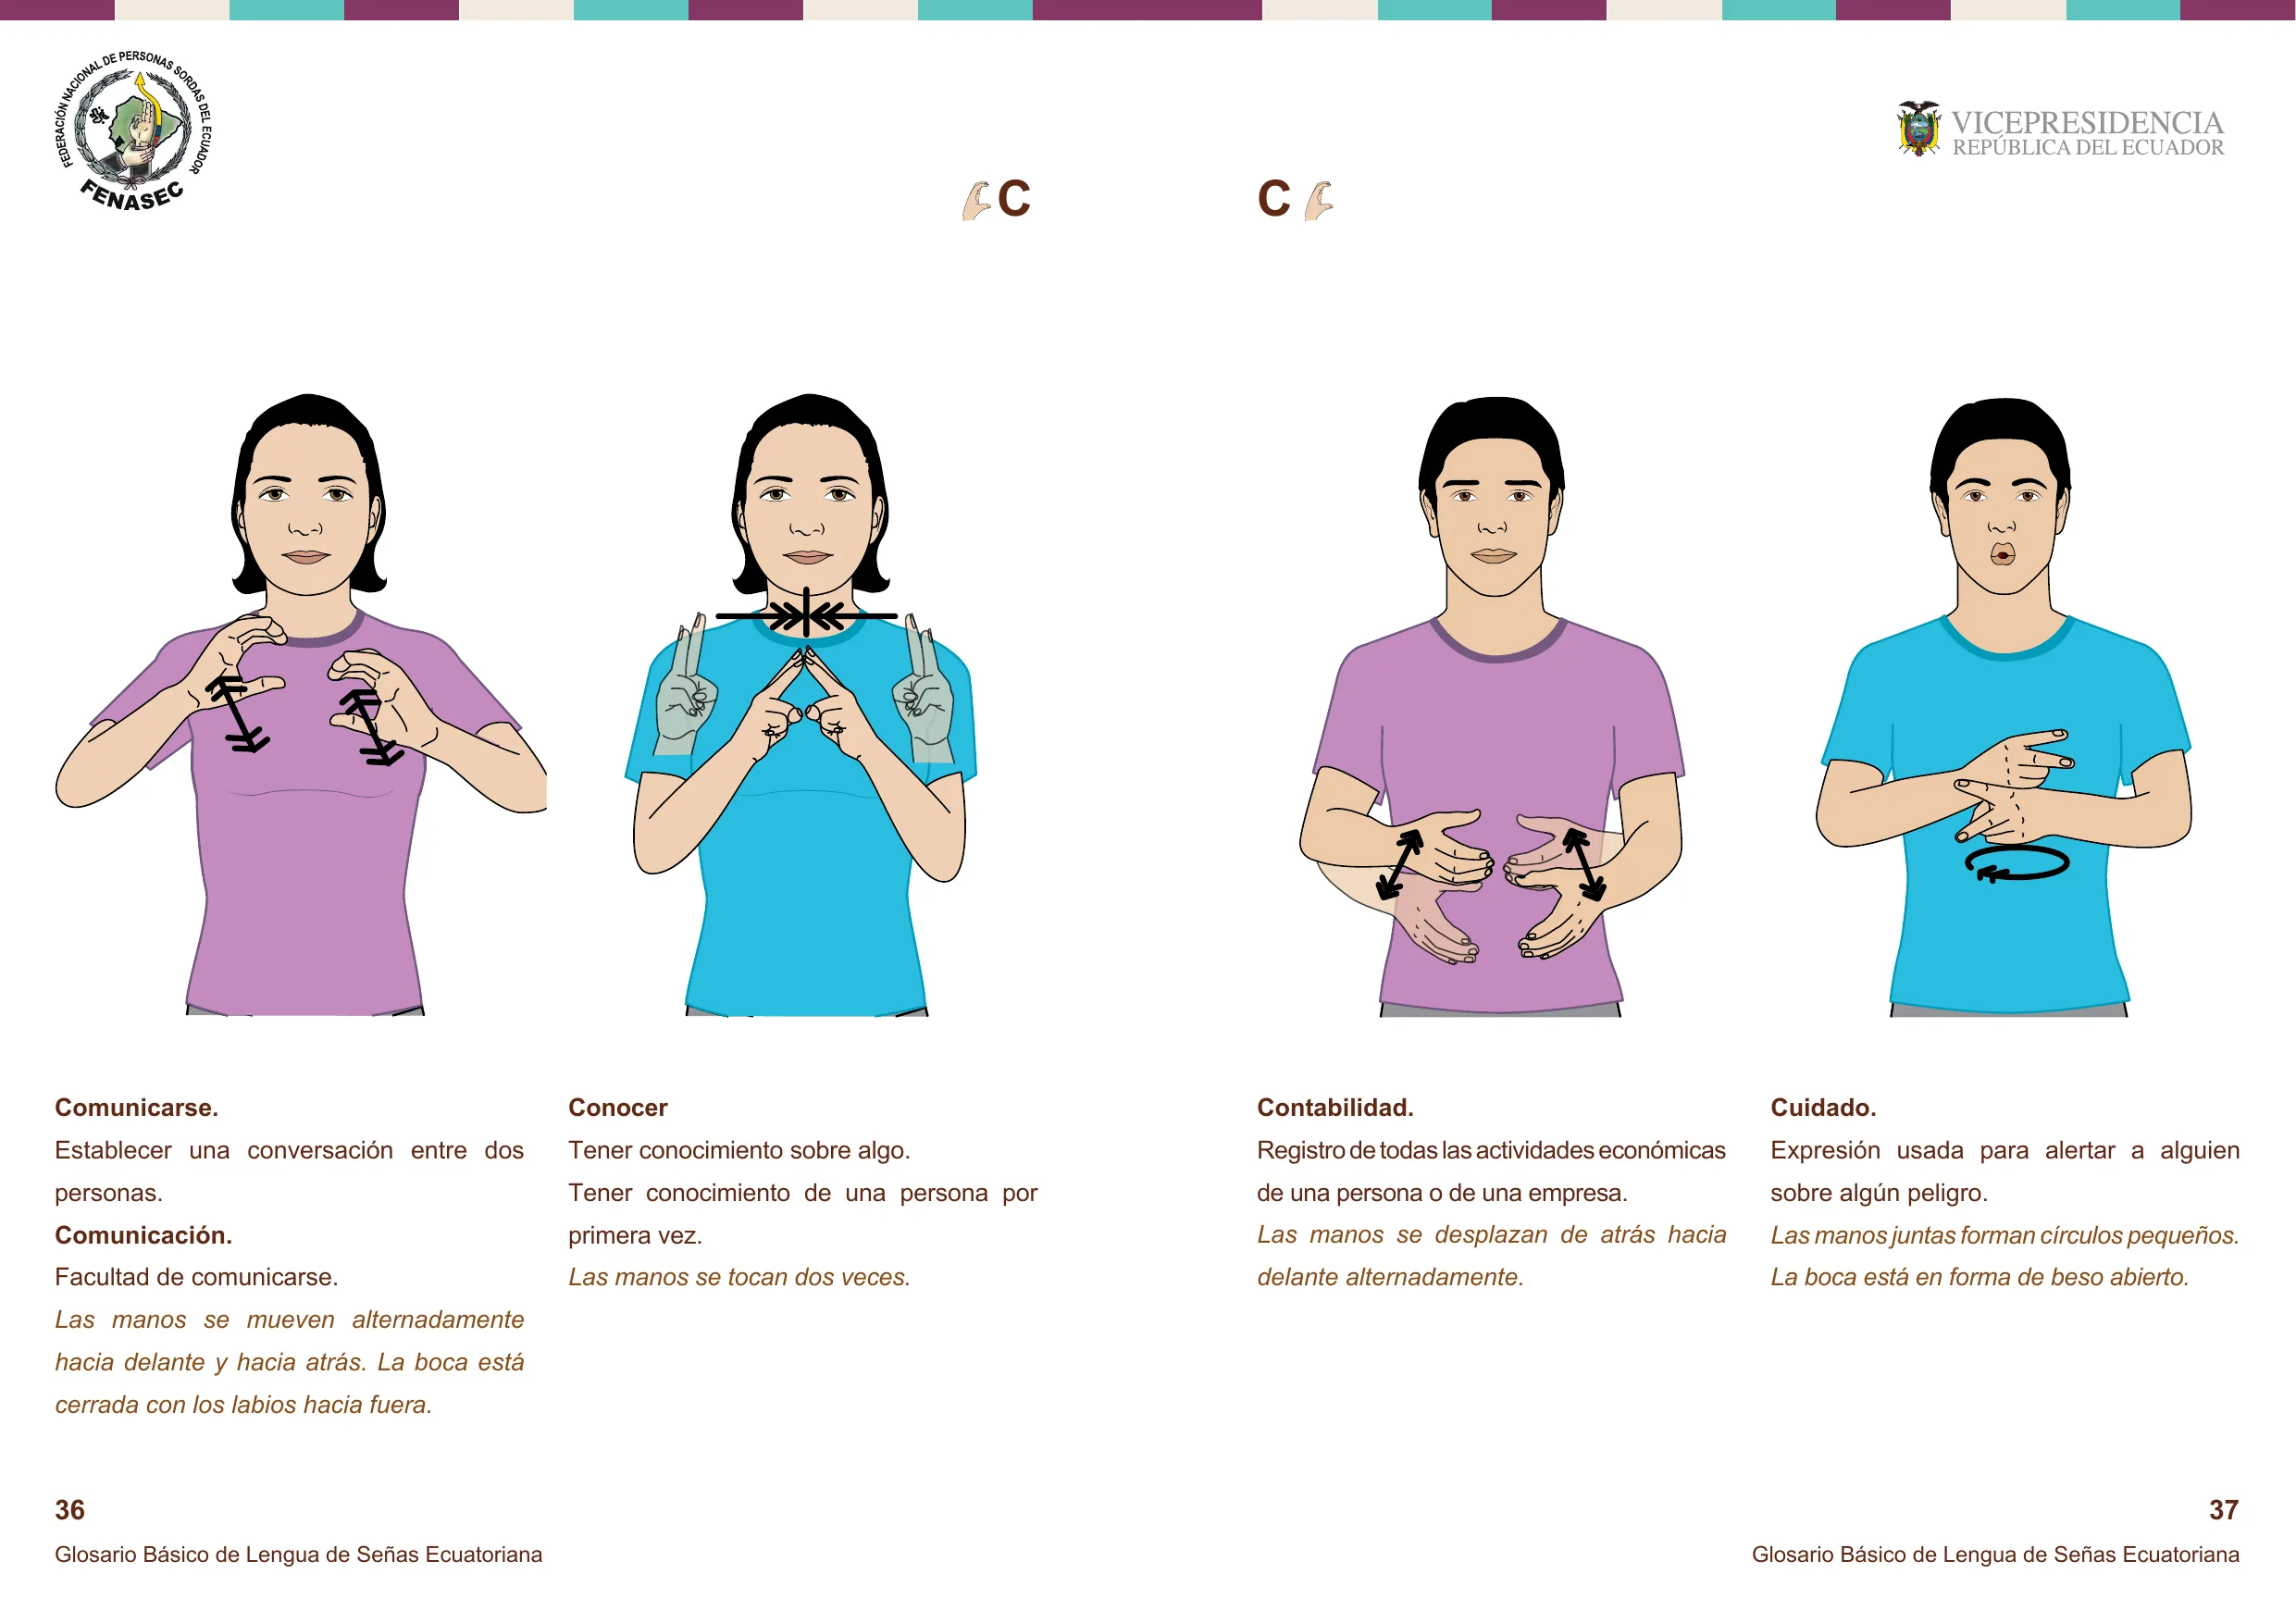 FEDERACIÓN NACIONAL DE PERSONAS SORDAS DEL ECUADOR
FENASEC
C
Comunicarse.
Establecer una conversación entre dos
personas.
Comunicación.
Facultad de comunicarse.
Las manos se mueven alternadamente
hacia delante y hacia atrás. La boca está
cerrada con los labios hacia fuera.
Conocer
Tener conocimiento sobre algo.
Tener conocimiento de una persona por
primera vez.
Las manos se tocan dos veces.
36
Glosario Básico de Lengua de Señas Ecuatoriana
VICEPRESIDENCIA
REPÚBLICA DEL ECUADOR
C
Contabilidad.
Registro de todas las actividades económicas
de una persona o de una empresa.
Las manos se desplazan de atrás hacia
delante alternadamente.
Cuidado.
Expresión usada para alertar a alguien
sobre algún peligro.
Las manos juntas forman círculos pequeños.
La boca está en forma de beso abierto.
37
Glosario Básico de Lengua de Señas Ecuatoriana